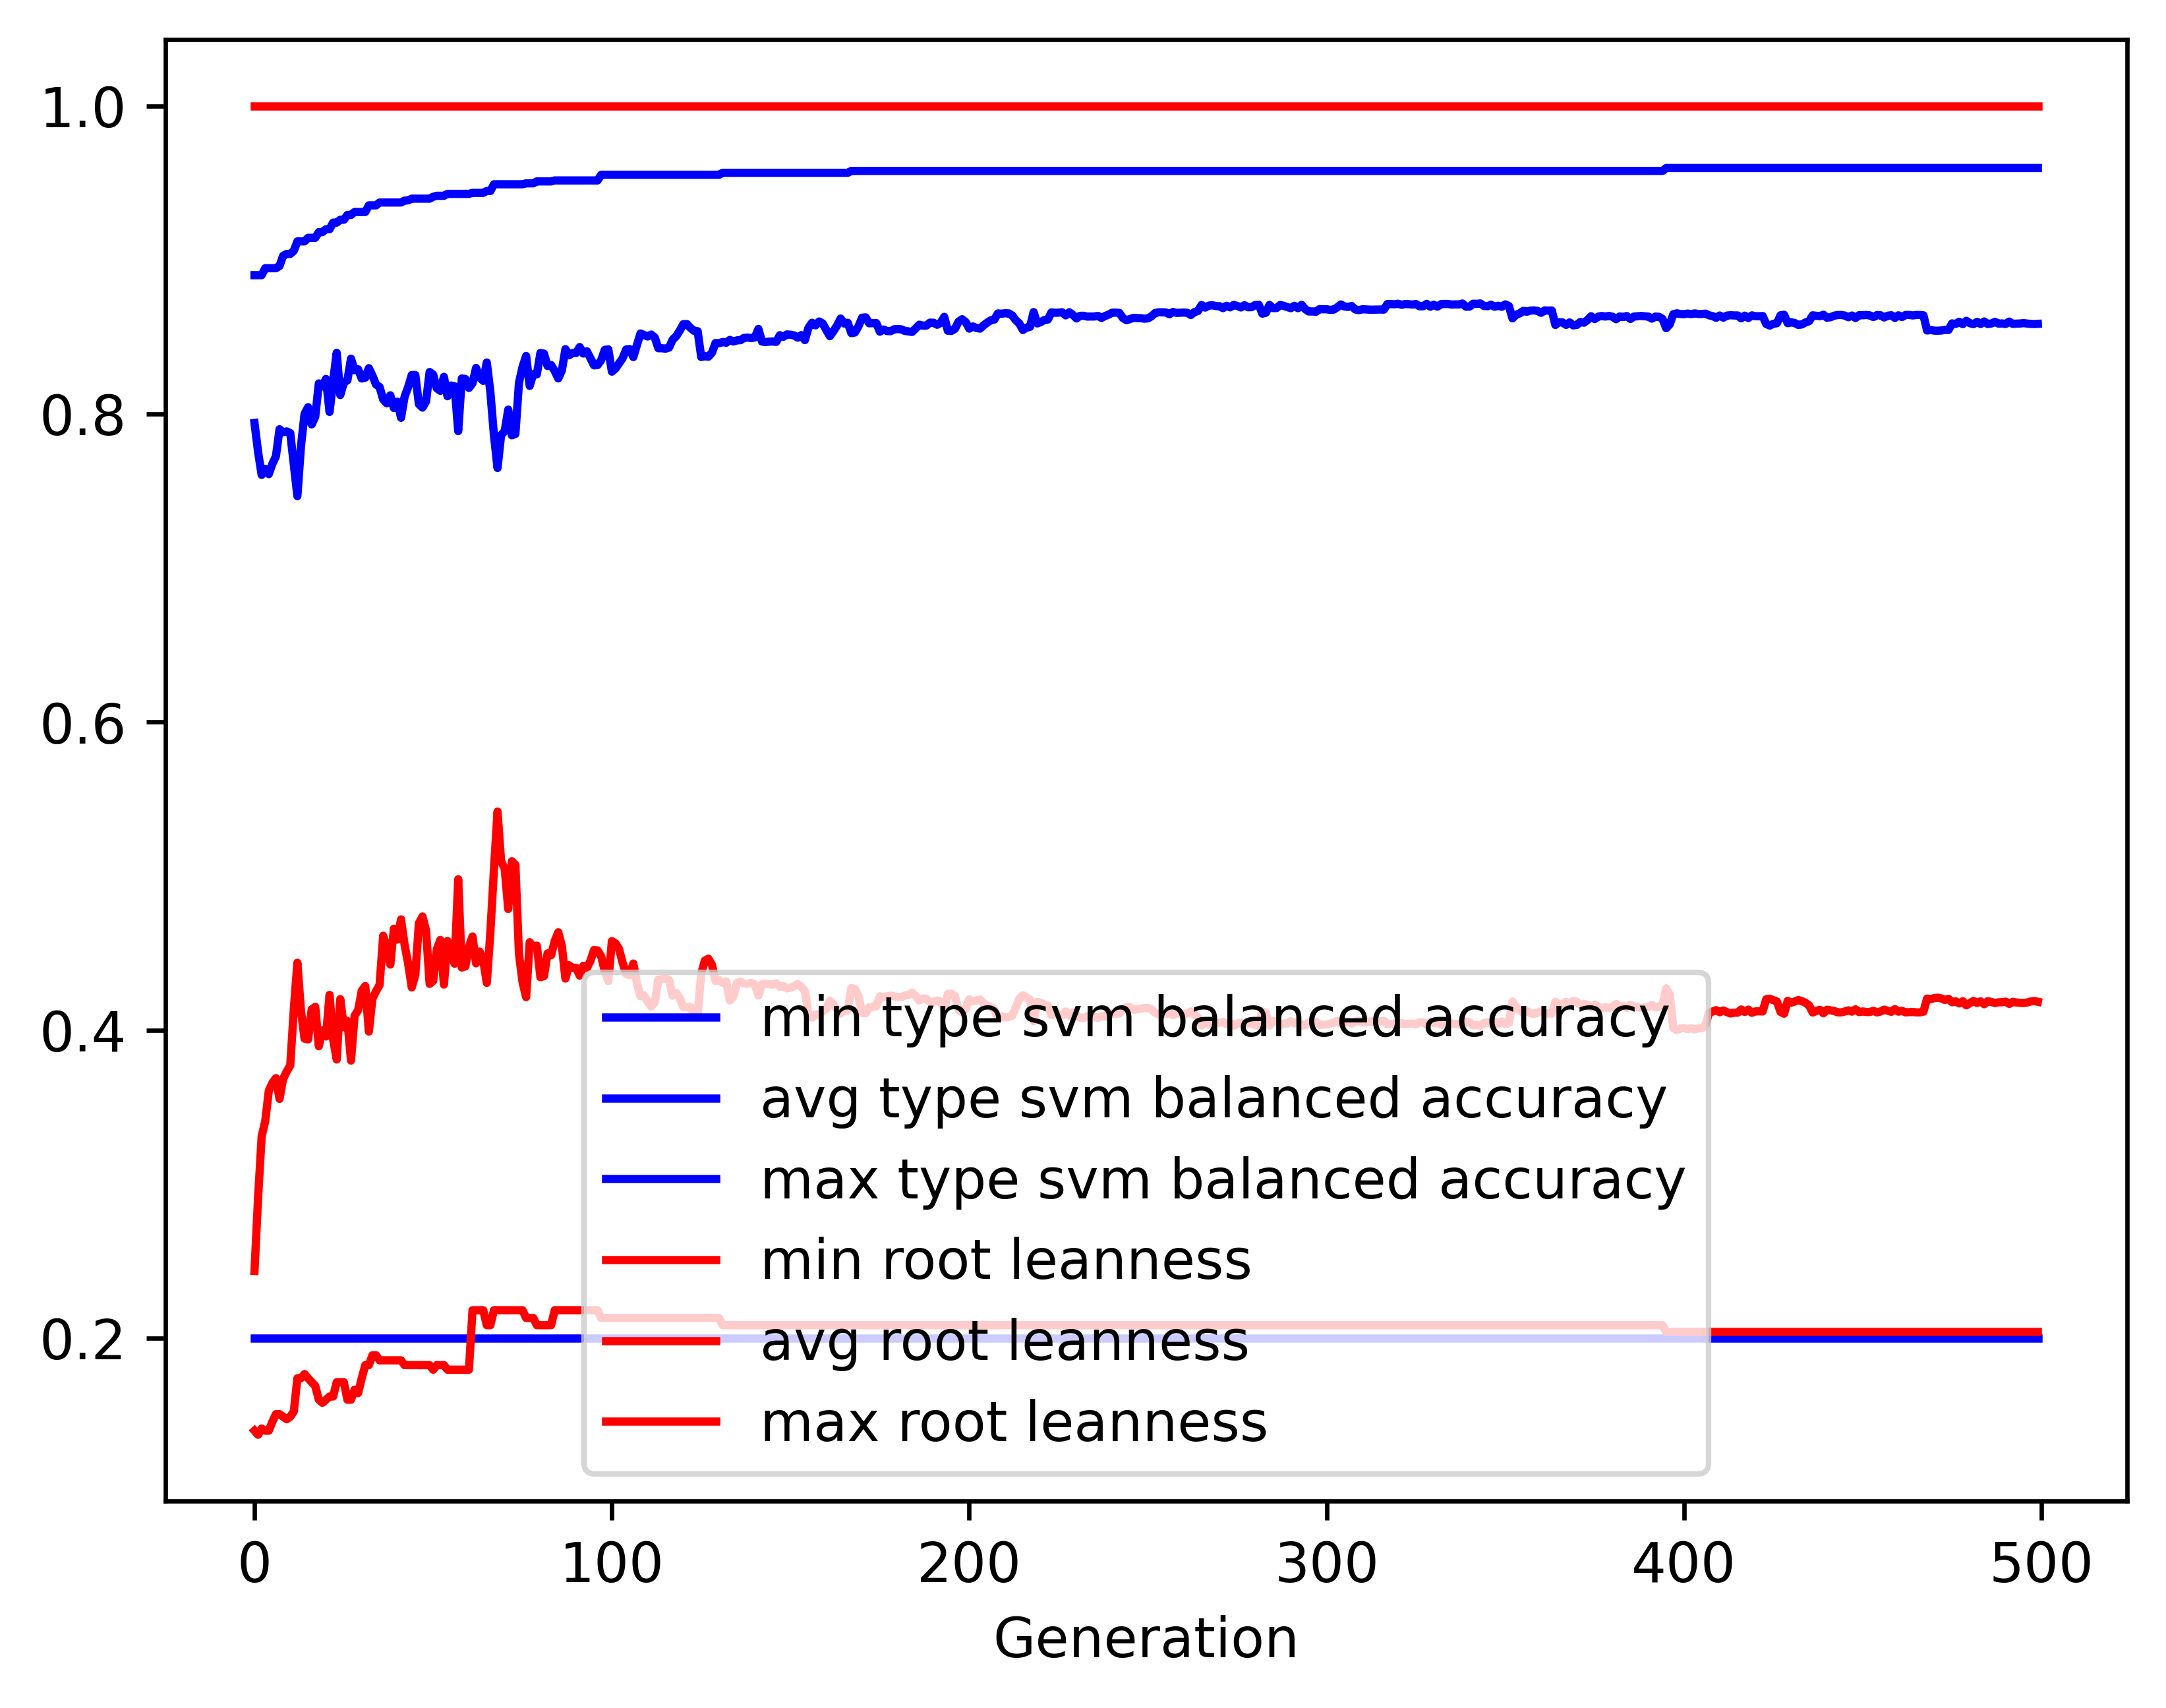 1.0
0.8
0.6
0.4
0.2
min type svm balanced accuracy
avg type svm balanced accuracy
max type svm balanced accuracy
min root leanness
avg root leanness
max root leanness
0 100 200 300 400 500
Generation